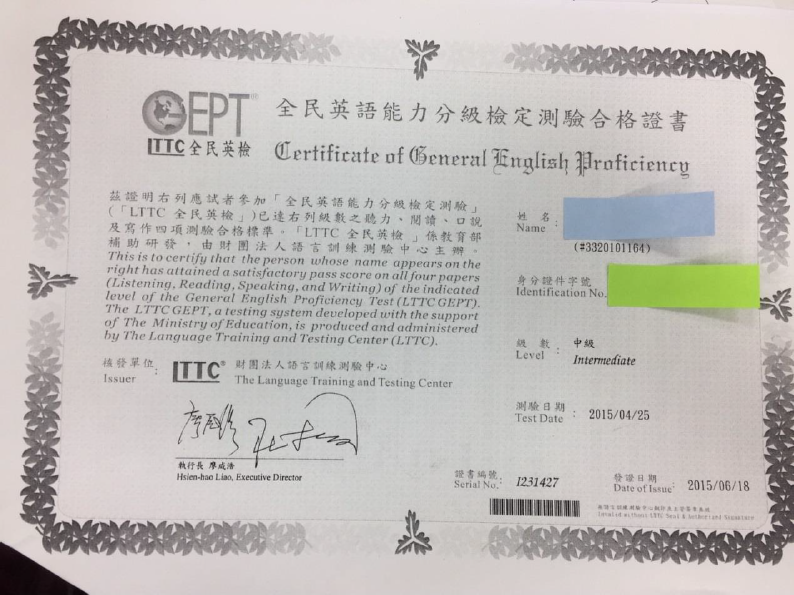 GEPT®
LTTC 全民英檢
全民英語能力分級檢定測驗合格證書
Certificate of General English Proficiency
茲證明右列應試者參加「全民英語能力分級檢定測驗」
(「LTTC 全民英檢」)已達右列級數之聽力、閱讀、口說
及寫作四項測驗合格標準。「LTTC 全民英檢」係教育部
補助研發，由財團法人語言訓練測驗中心主辦。
This is to certify that the person whose name appears on the
right has attained a satisfactory pass score on all four papers
(Listening, Reading, Speaking, and Writing) of the indicated
level of the General English Proficiency Test (LTTC GEPT).
The LTTC GEPT, a testing system developed with the support
of The Ministry of Education, is produced and administered
by The Language Training and Testing Center (LTTC).
核發單位
Issuer :
LTTC® 財團法人語言訓練測驗中心
The Language Training and Testing Center
執行長 廖咸浩
Hsien-hao Liao, Executive Director
姓 名
Name :
(#3320101164)
身分證件字號
Identification No.
級 數 : 中級
Level Intermediate
測驗日期
Test Date : 2015/04/25
證書編號
Serial No. : 1231427
發證日期
Date of Issue : 2015/06/18
Invalid without LTTC Seal & Authorized Signature